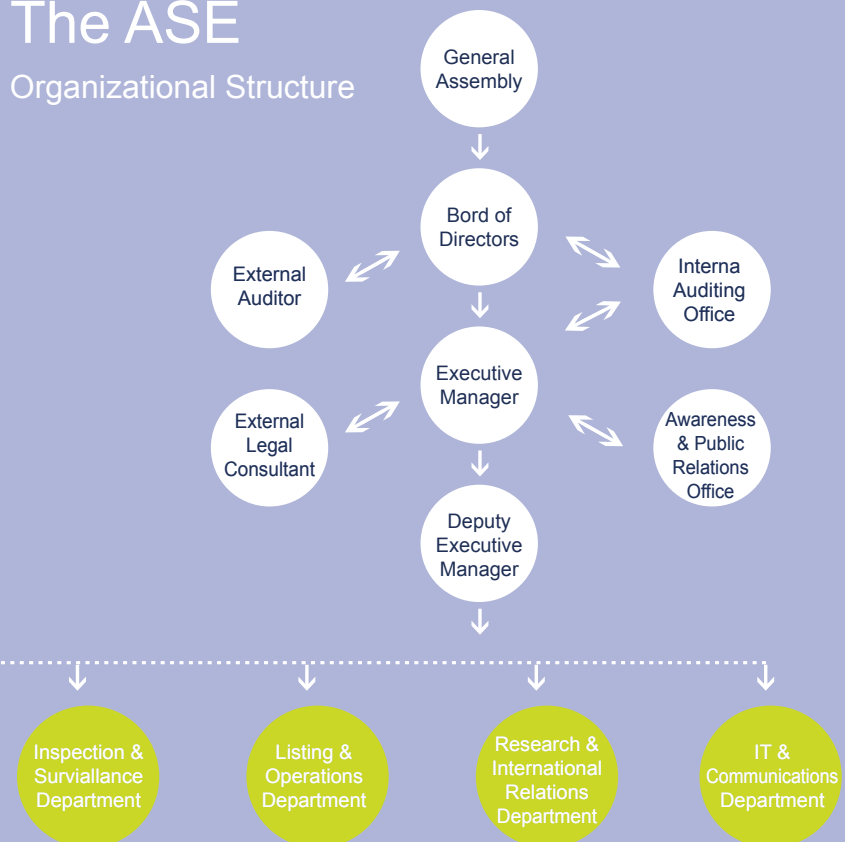 The ASE
Organizational Structure
General
Assembly
Bord of
Directors
External
Auditor
Interna
Auditing
Office
Executive
Manager
External
Legal
Consultant
Awareness
& Public
Relations
Office
Deputy
Executive
Manager
Inspection &
Surviallance
Department
Listing &
Operations
Department
Research &
International
Relations
Department
IT &
Communications
Department